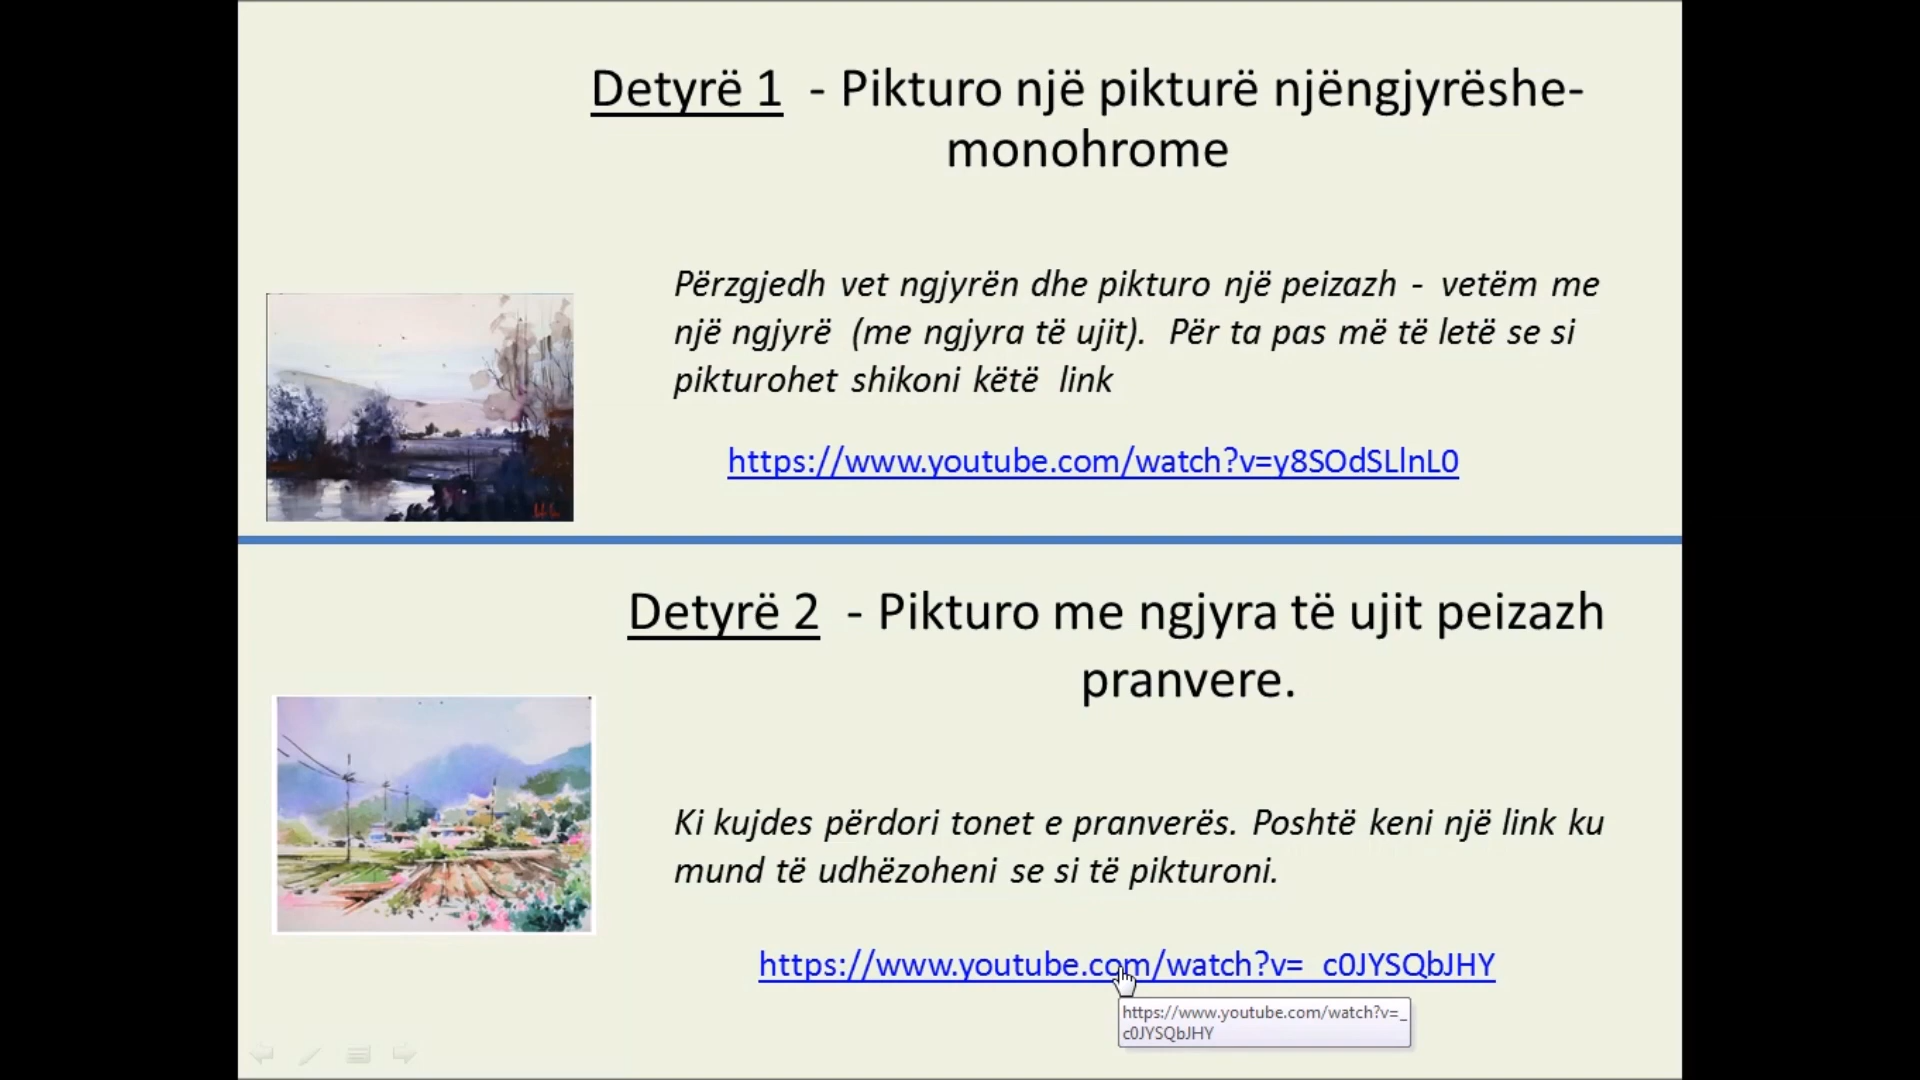 Detyrë 1 - Pikturo një pikturë njëngjyrëshe-
monohrome
Përzgjedh vet ngjyrën dhe pikturo një peizazh - vetëm me
një ngjyrë (me ngjyra të ujit). Për ta pas më të letë se si
pikturohet shikoni këtë link
https://www.youtube.com/watch?v=y8SOdSLlnL0
Detyrë 2 - Pikturo me ngjyra të ujit peizazh
pranvere.
Ki kujdes përdori tonet e pranverës. Poshtë keni një link ku
mund të udhëzoheni se si të pikturoni.
https://www.youtube.com/watch?v=_c0JYSQbJHY
https://www.youtube.com/watch?v=_
c0JYSQbJHY